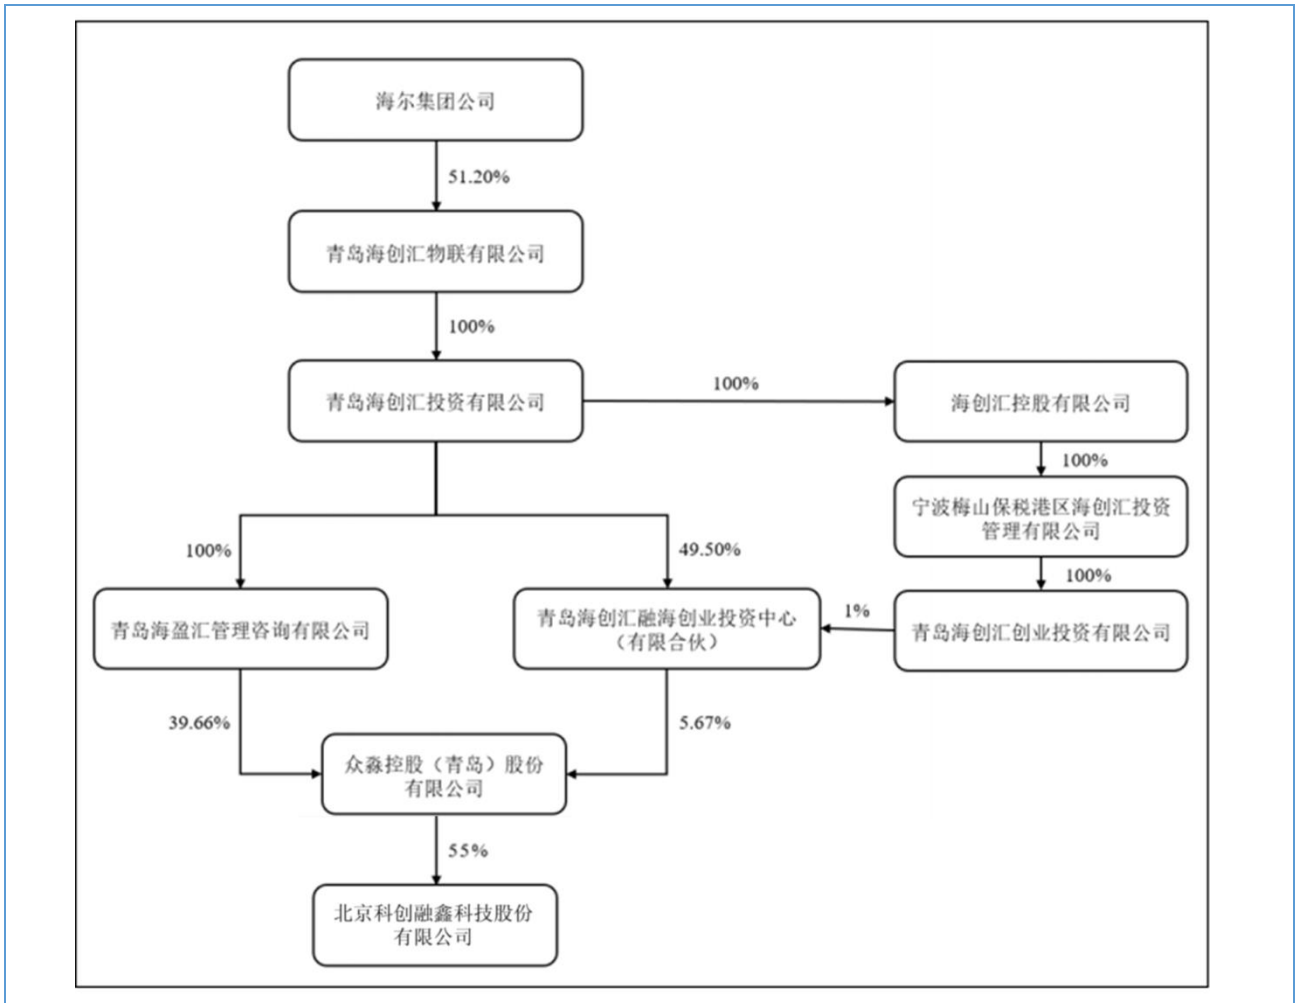 海尔集团公司
51.20%
青岛海创汇物联有限公司
100%
青岛海创汇投资有限公司
100%
海创汇控股有限公司
100%
宁波梅山保税港区海创汇投资
管理有限公司
100%
青岛海创汇创业投资有限公司
1%
100%
49.50%
青岛海盈汇管理咨询有限公司
青岛海创汇融海创业投资中心
（有限合伙）
39.66%
5.67%
众淼控股（青岛）股份
有限公司
55%
北京科创融鑫科技股份
有限公司